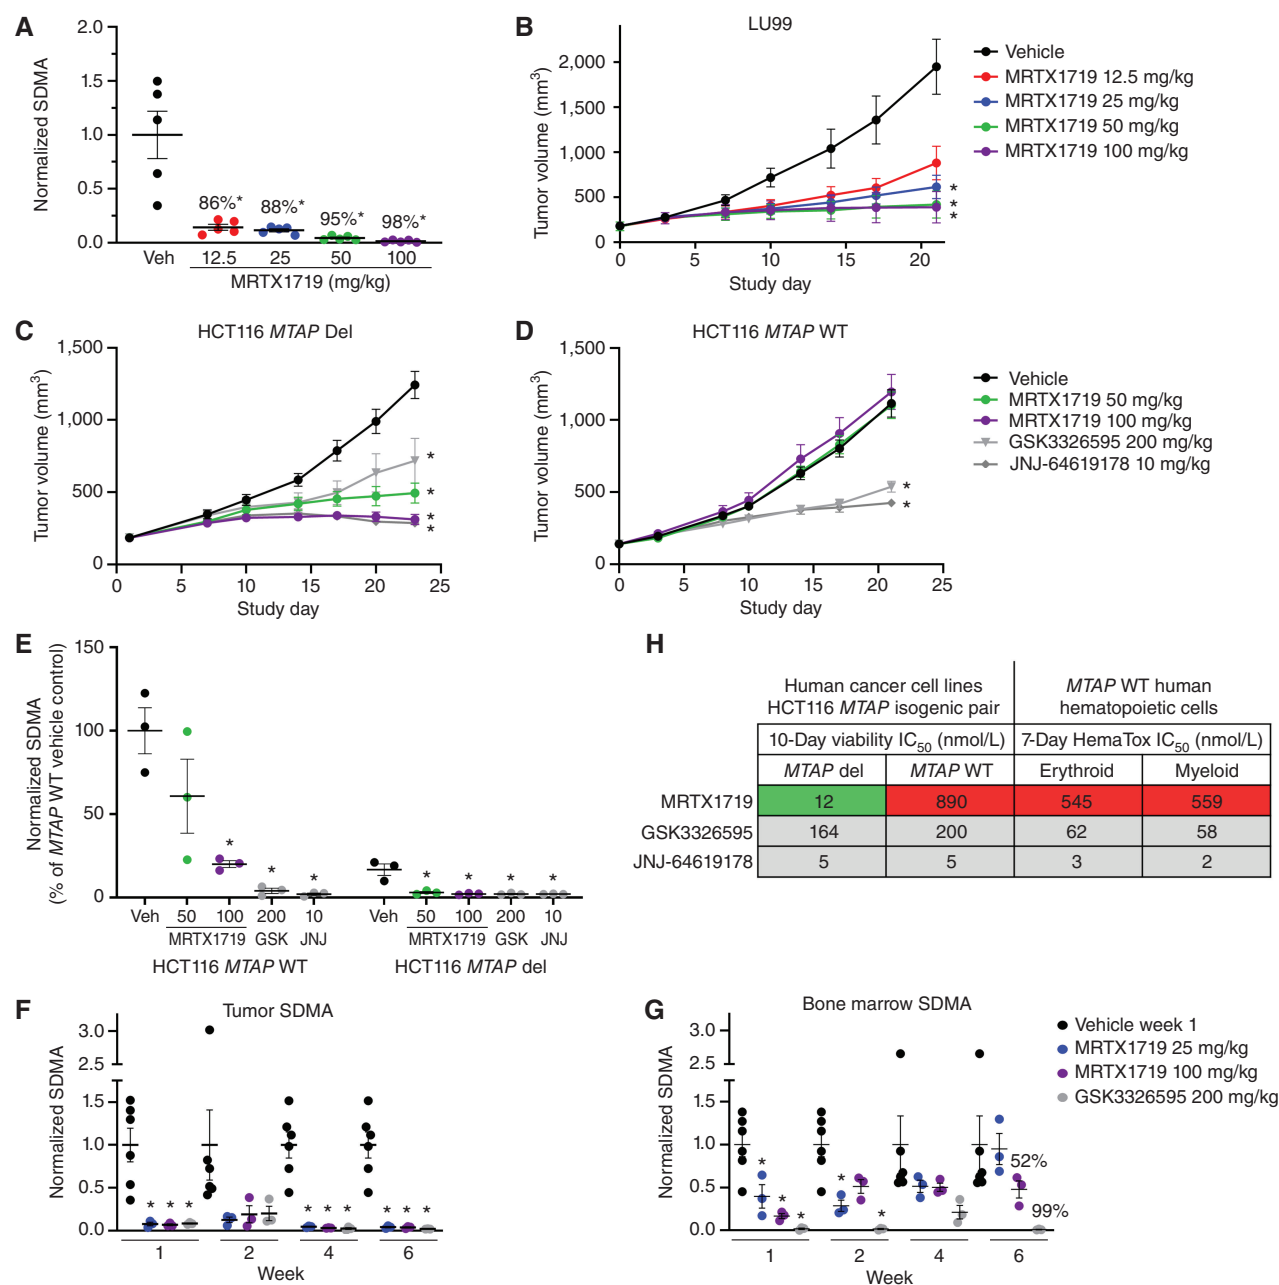 A
Normalized SDMA
2.0
1.5
1.0
0.5
0.0
86%*
88%*
95%*
98%*
Veh
12.5
25
50
100
MRTX1719 (mg/kg)
B
LU99
Tumor volume (mm³)
2,000
1,500
1,000
500
0
*
*
*
0
5
10
15
20
Study day
Vehicle
MRTX1719 12.5 mg/kg
MRTX1719 25 mg/kg
MRTX1719 50 mg/kg
MRTX1719 100 mg/kg
C
HCT116 MTAP Del
Tumor volume (mm³)
1,500
1,000
500
0
*
*
*
*
0
5
10
15
20
25
Study day
D
HCT116 MTAP WT
Tumor volume (mm³)
1,500
1,000
500
0
*
*
0
5
10
15
20
25
Study day
Vehicle
MRTX1719 50 mg/kg
MRTX1719 100 mg/kg
GSK3326595 200 mg/kg
JNJ-64619178 10 mg/kg
E
Normalized SDMA
(% of MTAP WT vehicle control)
150
100
50
0
*
*
*
*
*
*
*
Veh
50
100
200
10
Veh
50
100
200
10
MRTX1719
GSK
JNJ
MRTX1719
GSK
JNJ
HCT116 MTAP WT
HCT116 MTAP del
H
Human cancer cell lines
HCT116 MTAP isogenic pair
MTAP WT human
hematopoietic cells
10-Day viability IC₅₀ (nmol/L)
7-Day HemaTox IC₅₀ (nmol/L)
MTAP del
MTAP WT
Erythroid
Myeloid
MRTX1719
12
890
545
559
GSK3326595
164
200
62
58
JNJ-64619178
5
5
3
2
F
Tumor SDMA
Normalized SDMA
3.0
2.5
1.5
1.0
0.5
0.0
*
*
*
*
*
*
*
*
*
1
2
4
6
Week
G
Bone marrow SDMA
Normalized SDMA
3.0
2.5
1.5
1.0
0.5
0.0
*
*
*
*
*
52%
99%
1
2
4
6
Week
Vehicle week 1
MRTX1719 25 mg/kg
MRTX1719 100 mg/kg
GSK3326595 200 mg/kg